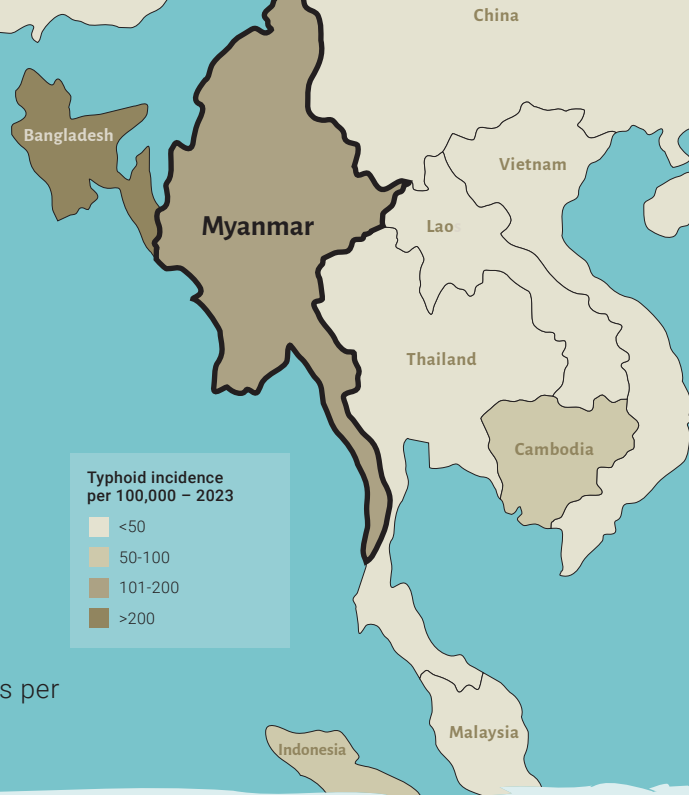 China
Bangladesh
Vietnam
Myanmar
Laos
Thailand
Cambodia
Typhoid incidence
per 100,000 – 2023
<50
50-100
101-200
>200
s per
Malaysia
Indonesia